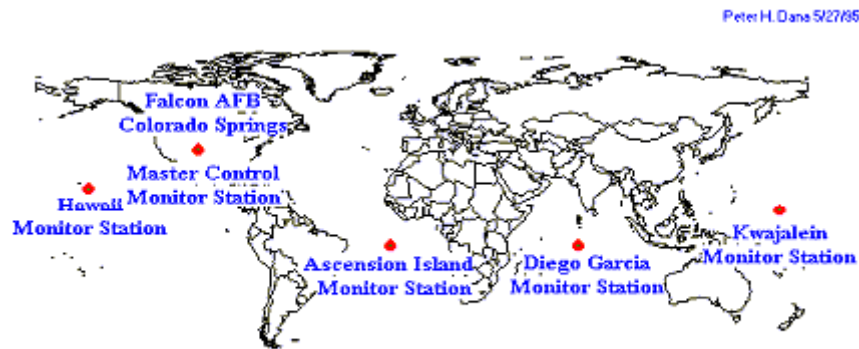 Peter H. Dana 5/27/95
Falcon AFB
Colorado Springs
Master Control
Monitor Station
Hawaii
Monitor Station
Ascension Island
Monitor Station
Diego Garcia
Monitor Station
Kwajalein
Monitor Station